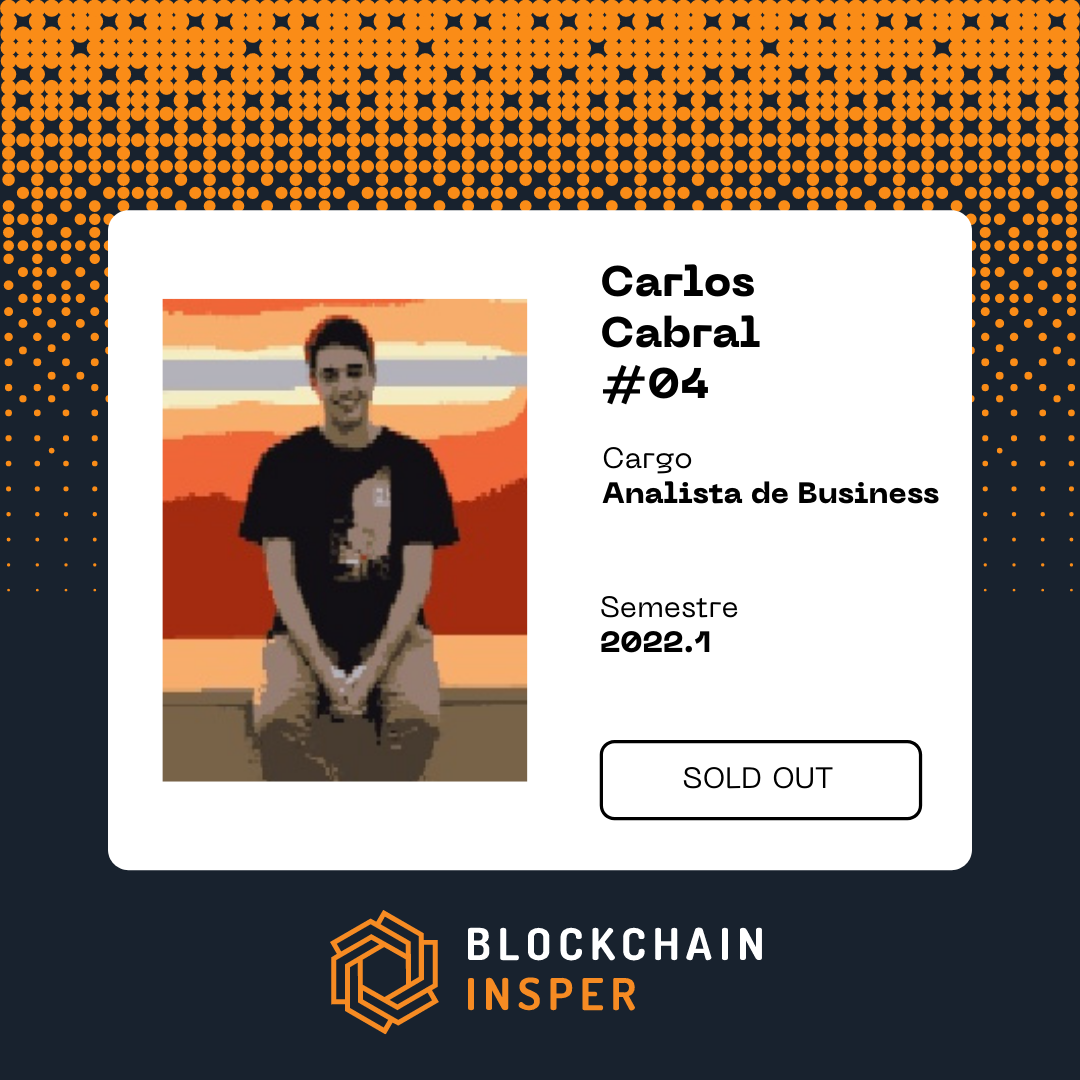 Carlos
Cabral
#04
Cargo
Analista de Business
Semestre
2022.1
SOLD OUT
BLOCKCHAIN
INSPER